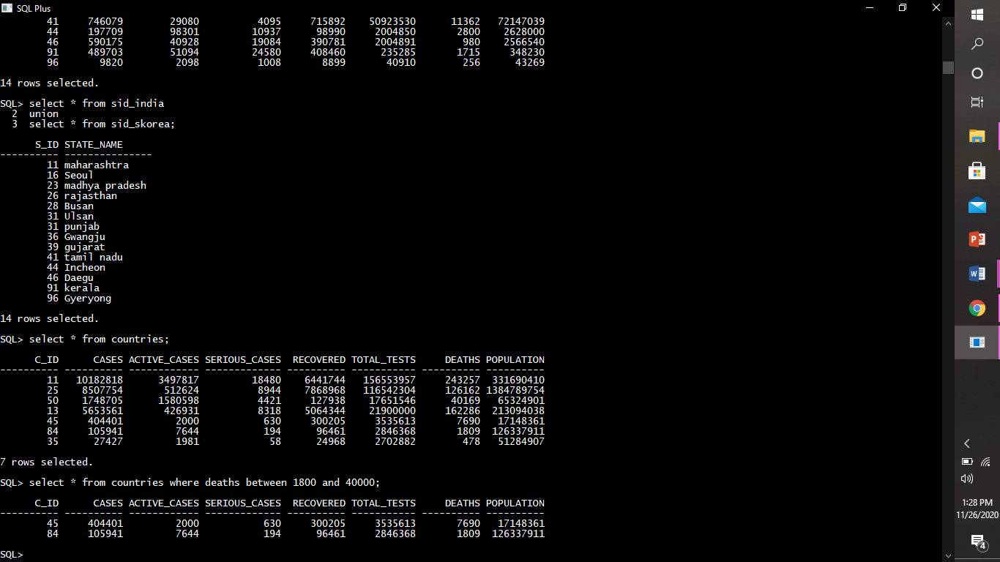 SQL Plus
41 746079 29080 4095 715892 50923530 11362 72147039
44 197709 98301 10937 98990 2004850 2800 2628000
46 590175 40928 19084 390781 2004891 980 2566540
91 489703 51094 24580 408460 235285 1715 348230
96 9820 2098 1008 8899 40910 256 43269
14 rows selected.
SQL> select * from sid_india
2 union
3 select * from sid_skorea;
S_ID STATE_NAME
---------- ---------------
11 maharashtra
16 Seoul
23 madhya pradesh
26 rajasthan
28 Busan
31 Ulsan
31 punjab
36 Gwangju
39 gujarat
41 tamil nadu
44 Incheon
46 Daegu
91 kerala
96 Gyeryong
14 rows selected.
SQL> select * from countries;
C_ID CASES ACTIVE_CASES SERIOUS_CASES RECOVERED TOTAL_TESTS DEATHS POPULATION
---------- ---------- ------------ ------------- ---------- ----------- ---------- ----------
11 10182818 3497817 18480 6441744 156553957 243257 331690410
25 8507754 512624 8944 7868968 116542304 126162 1384789754
50 1748705 1580598 4421 127938 17651546 40169 65324901
13 5653561 426931 8318 5064344 21900000 162286 213094038
45 404401 2000 630 300205 3535613 7690 17148361
84 105941 7644 194 96461 2846368 1809 126337911
35 27427 1981 58 24968 2702882 478 51284907
7 rows selected.
SQL> select * from countries where deaths between 1800 and 40000;
C_ID CASES ACTIVE_CASES SERIOUS_CASES RECOVERED TOTAL_TESTS DEATHS POPULATION
---------- ---------- ------------ ------------- ---------- ----------- ---------- ----------
45 404401 2000 630 300205 3535613 7690 17148361
84 105941 7644 194 96461 2846368 1809 126337911
SQL>
P
W
1:28 PM
11/26/2020
4